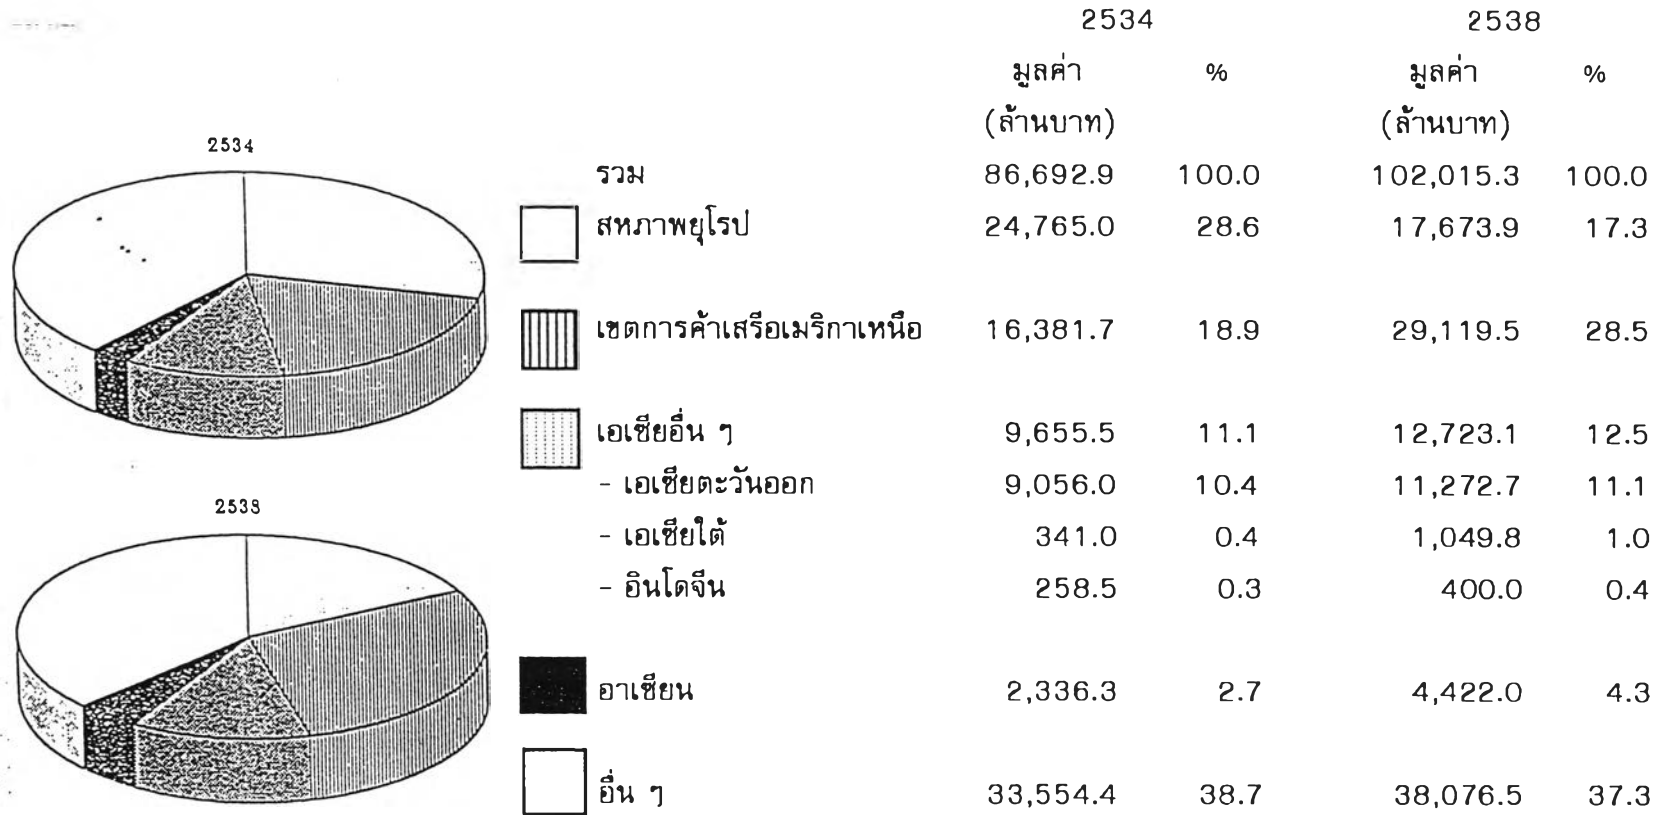 2534 2538
มูลค่า % มูลค่า %
(ล้านบาท) (ล้านบาท)
2534
รวม 86,692.9 100.0 102,015.3 100.0
สหภาพยุโรป 24,765.0 28.6 17,673.9 17.3
เขตการค้าเสรีอเมริกาเหนือ 16,381.7 18.9 29,119.5 28.5
เอเซียอื่น ๆ 9,655.5 11.1 12,723.1 12.5
- เอเซียตะวันออก 9,056.0 10.4 11,272.7 11.1
2538
- เอเซียใต้ 341.0 0.4 1,049.8 1.0
- อินโดจีน 258.5 0.3 400.0 0.4
อาเซียน 2,336.3 2.7 4,422.0 4.3
อื่น ๆ 33,554.4 38.7 38,076.5 37.3